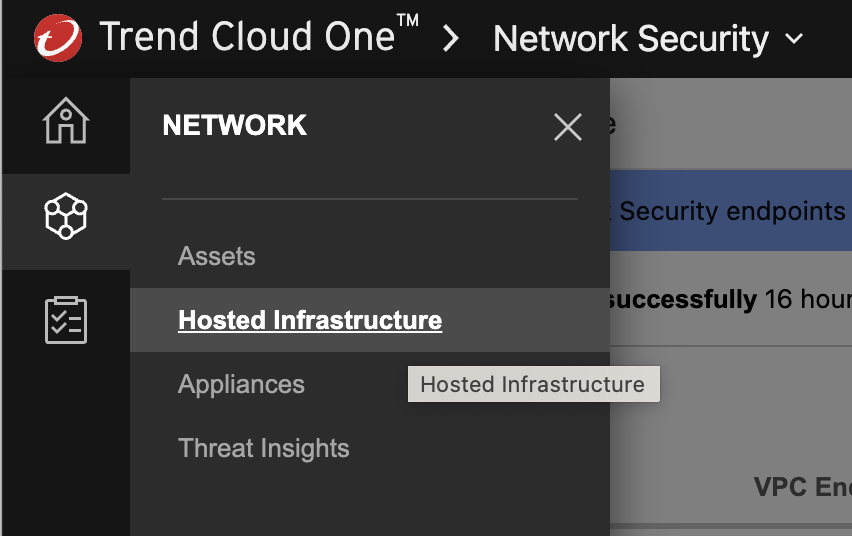 Trend Cloud One™ > Network Security
NETWORK
Security endpoints
Assets
successfully 16 hour
Hosted Infrastructure
Appliances
Hosted Infrastructure
Threat Insights
VPC End